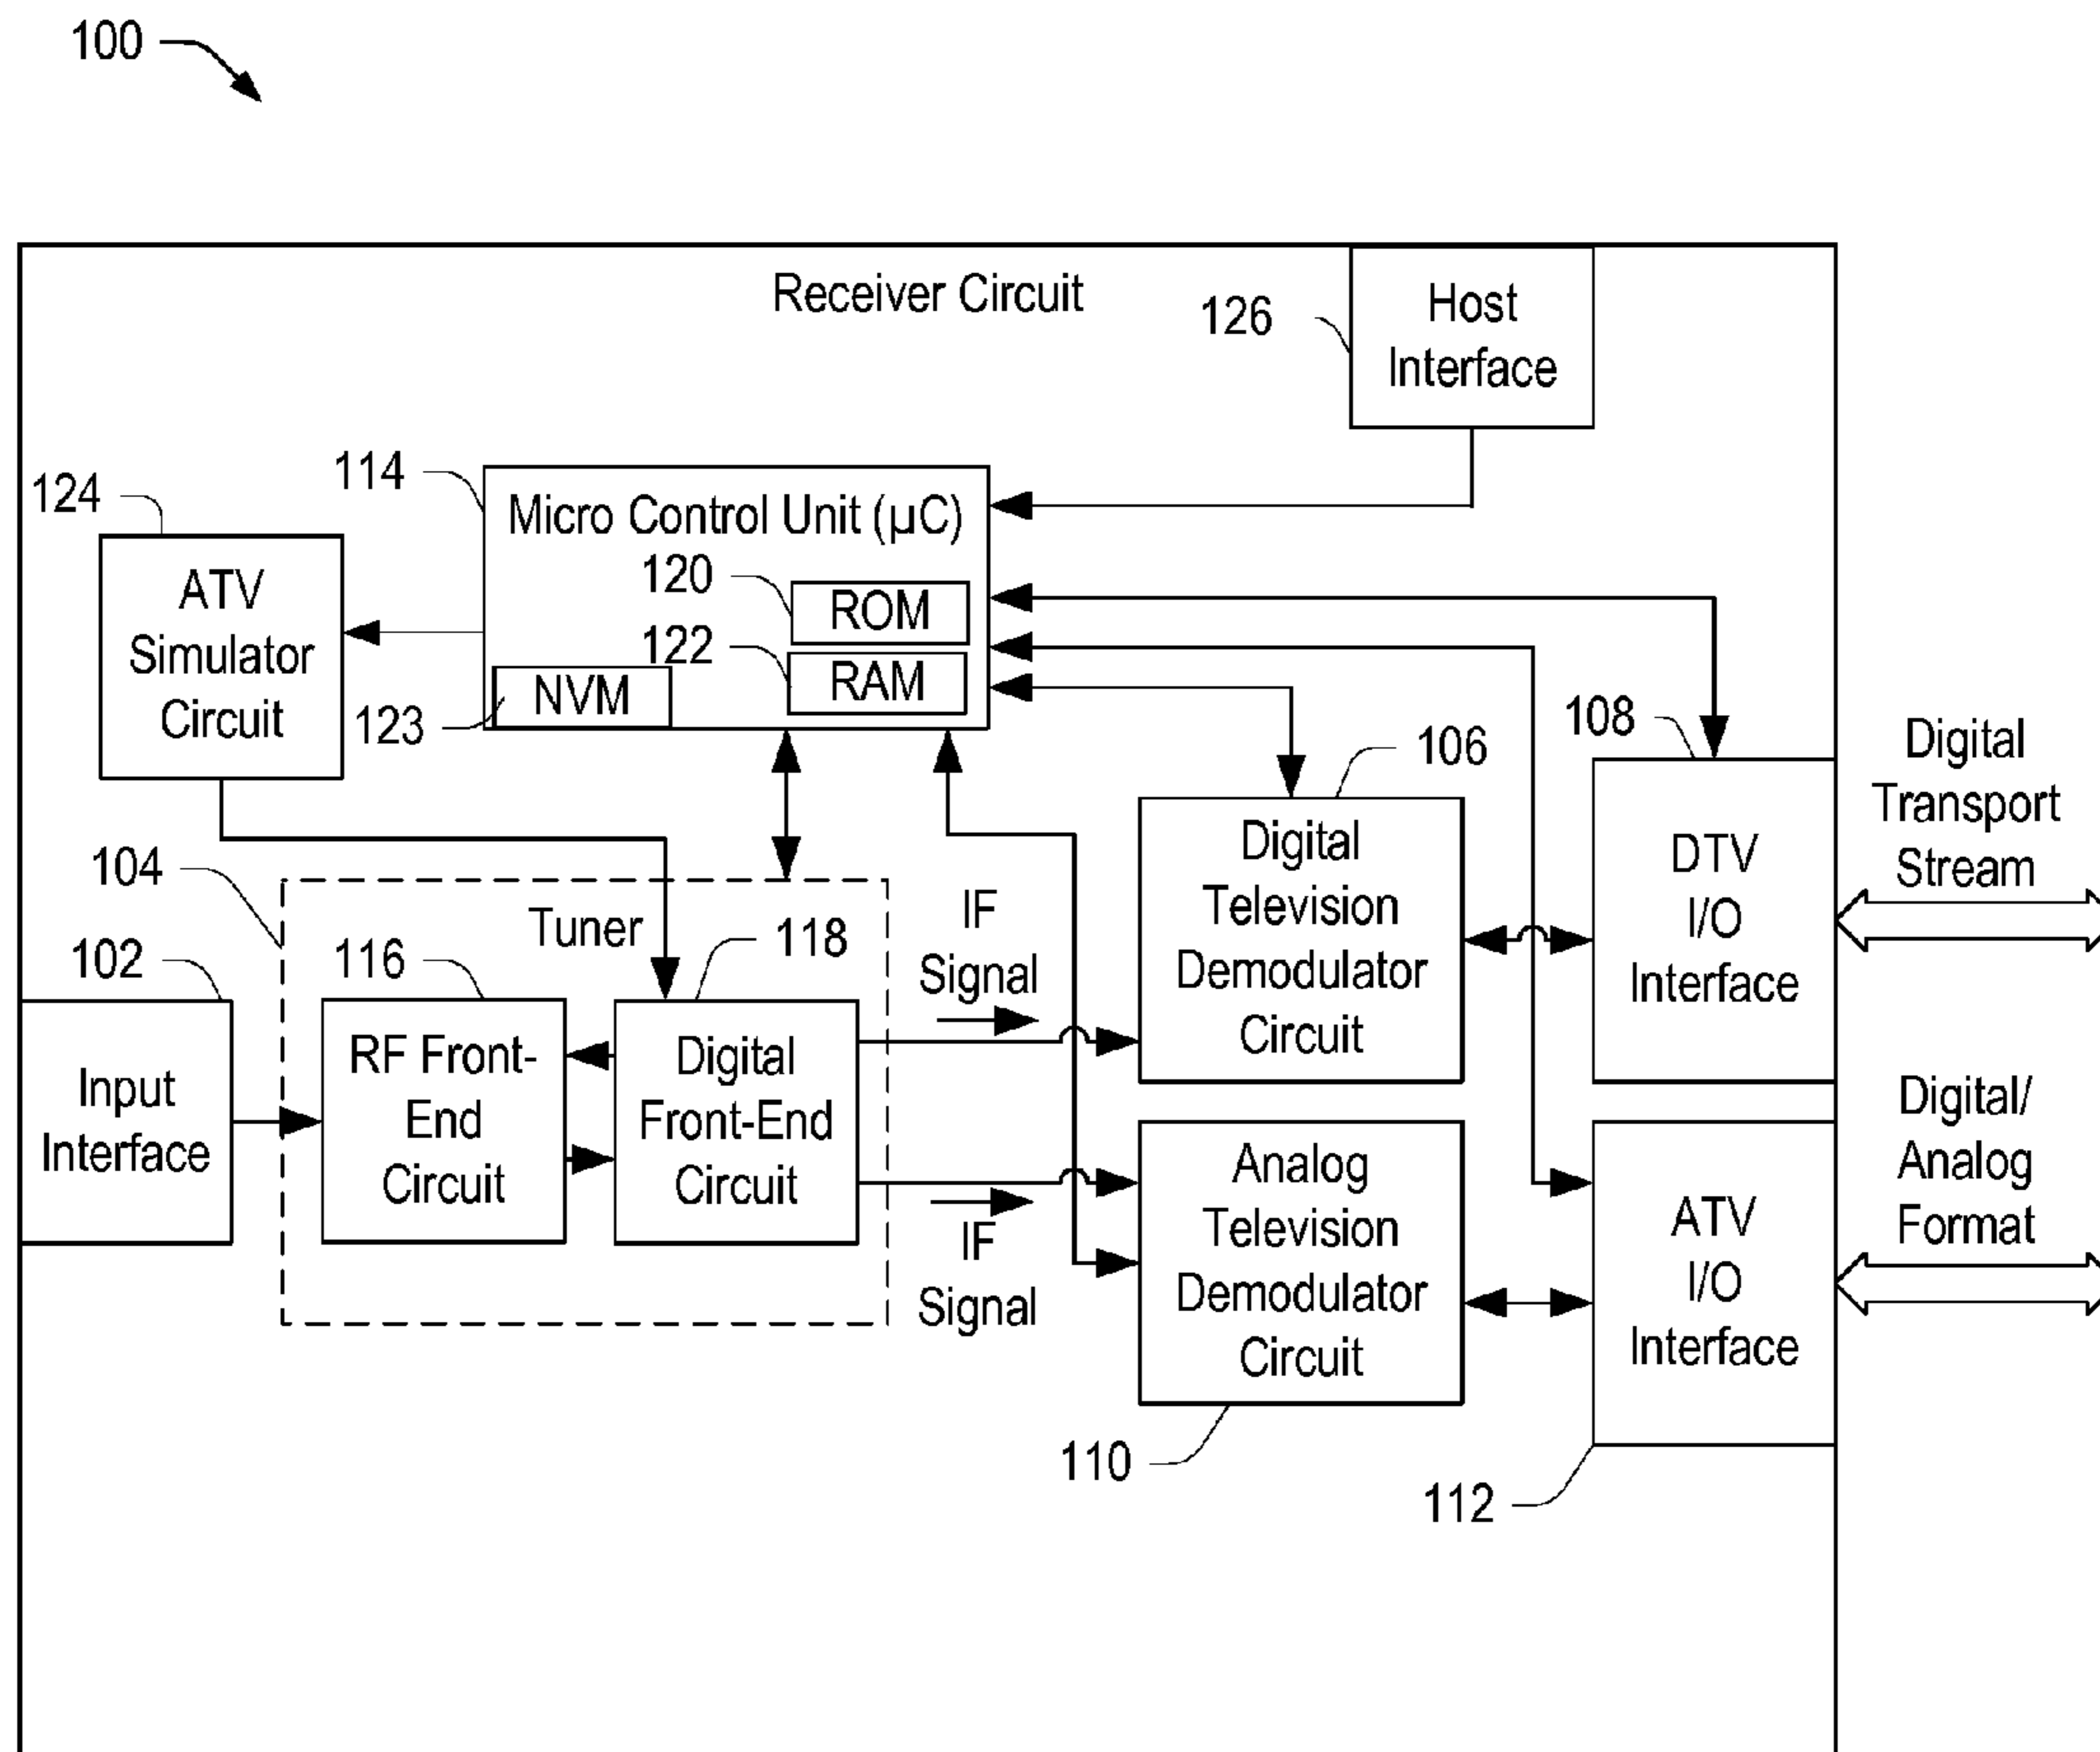 100
Receiver Circuit
126
Host
Interface
114
124
Micro Control Unit (µC)
120
ROM
122
RAM
NVM
123
ATV
Simulator
Circuit
104
Tuner
102
116
118
Input
Interface
RF Front-
End
Circuit
Digital
Front-End
Circuit
IF
Signal
IF
Signal
106
Digital
Television
Demodulator
Circuit
108
DTV
I/O
Interface
Digital
Transport
Stream
Analog
Television
Demodulator
Circuit
110
ATV
I/O
Interface
112
Digital/
Analog
Format